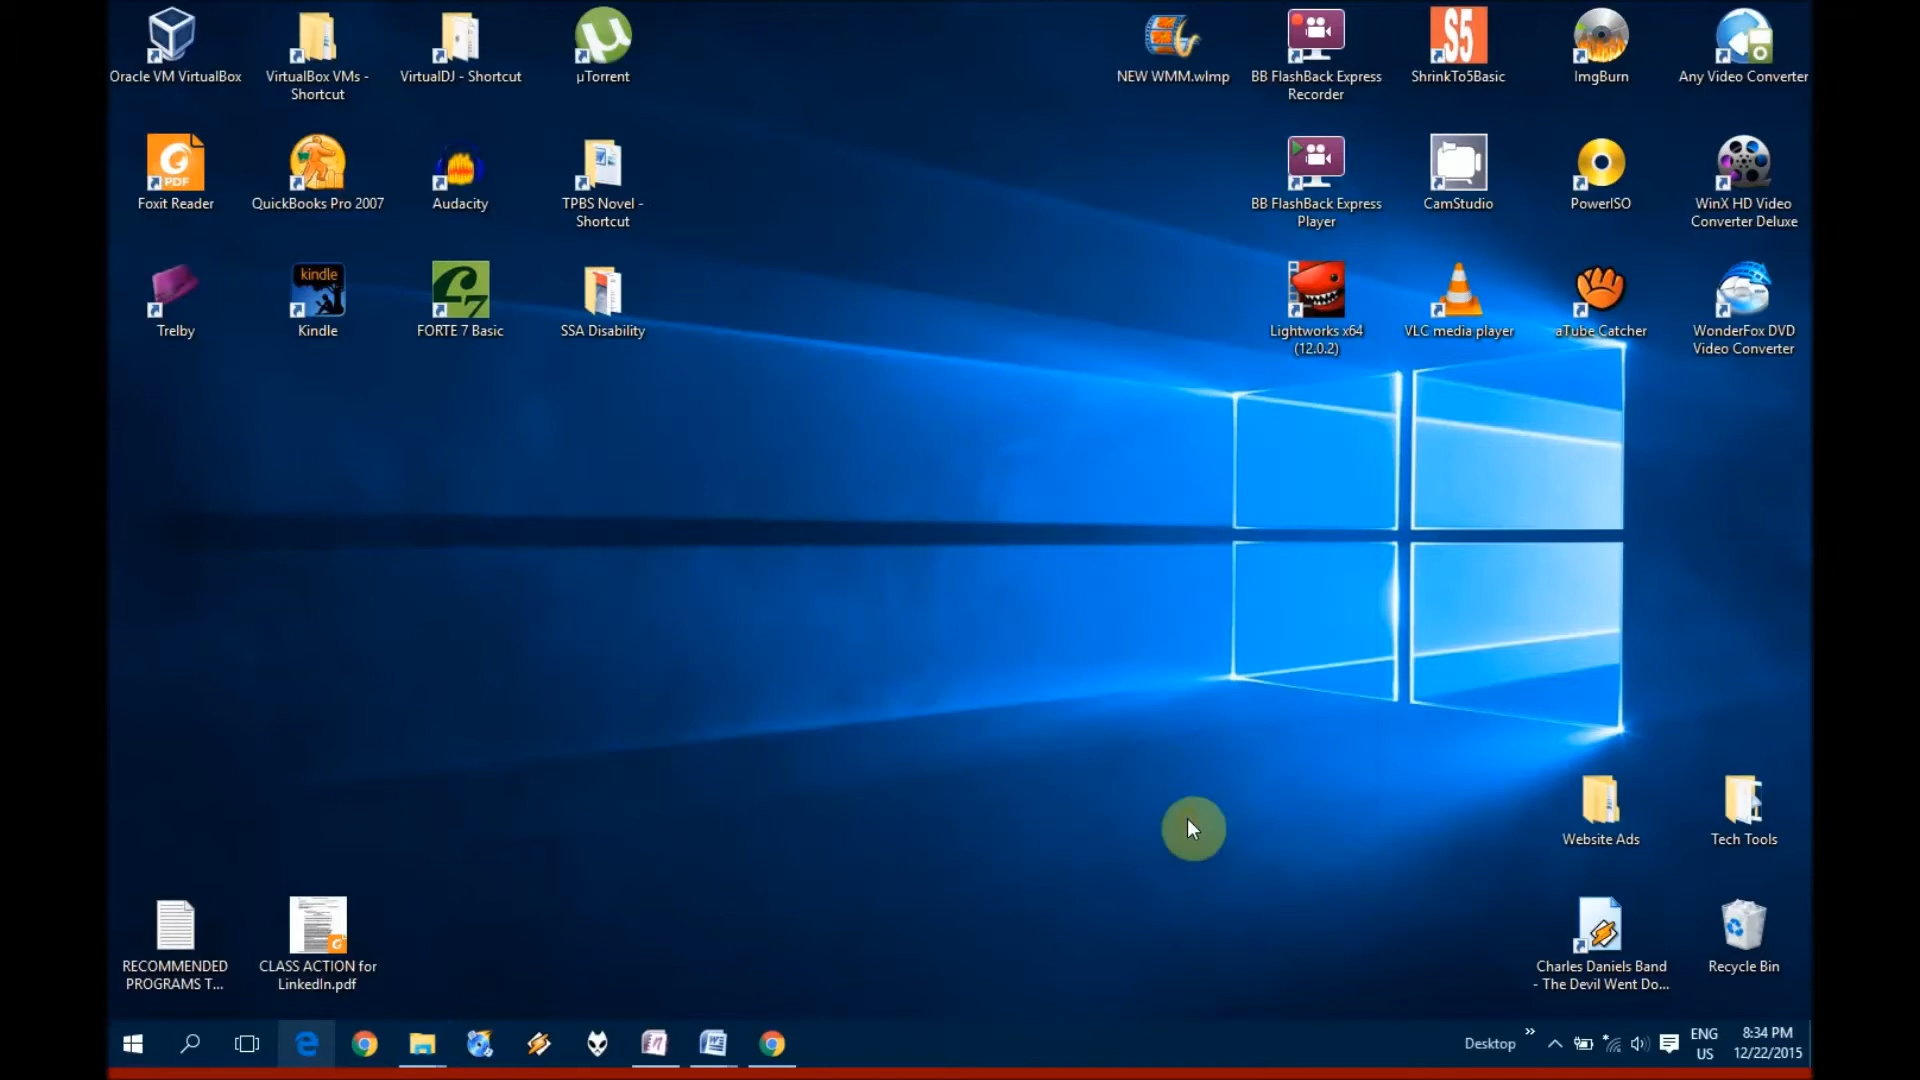 Oracle VM VirtualBox
VirtualBox VMs -
Shortcut
VirtualDJ - Shortcut
µTorrent
NEW WMM.wlmp
BB FlashBack Express
Recorder
S5
ShrinkTo5Basic
ImgBurn
Any Video Converter
PDF
Foxit Reader
QuickBooks Pro 2007
Audacity
TPBS Novel -
Shortcut
BB FlashBack Express
Player
CamStudio
PowerISO
WinX HD Video
Converter Deluxe
Trelby
kindle
Kindle
7
FORTE 7 Basic
SSA Disability
Lightworks x64
(12.0.2)
VLC media player
aTube Catcher
WonderFox DVD
Video Converter
Website Ads
Tech Tools
RECOMMENDED
PROGRAMS T...
CLASS ACTION for
LinkedIn.pdf
Charles Daniels Band
- The Devil Went Do...
Recycle Bin
Desktop
ENG
US
8:34 PM
12/22/2015